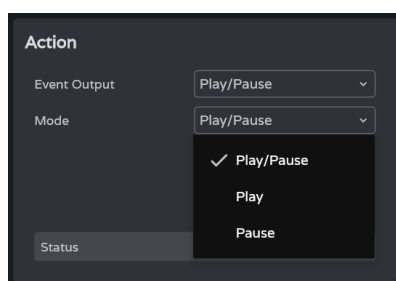 Action
Event Output Play/Pause
Mode Play/Pause
Play/Pause
Play
Pause
Status